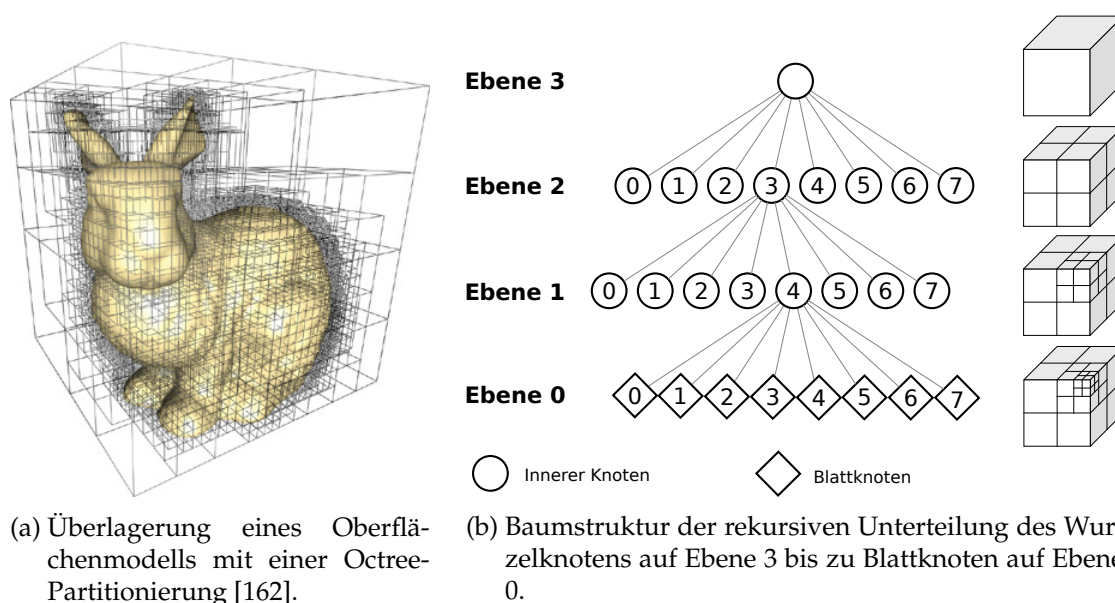 Ebene 3
Ebene 2
0 1 2 3 4 5 6 7
Ebene 1
0 1 2 3 4 5 6 7
Ebene 0
0 1 2 3 4 5 6 7
Innerer Knoten
Blattknoten
(a) Überlagerung eines Oberflä-
chenmodells mit einer Octree-
Partitionierung [162].
(b) Baumstruktur der rekursiven Unterteilung des Wur-
zelknotens auf Ebene 3 bis zu Blattknoten auf Ebene
0.